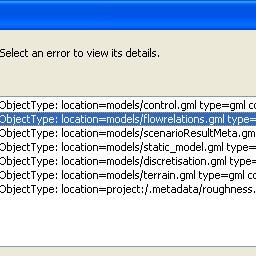 Select an error to view its details.
ObjectType: location=models/control.gml type=gml
ObjectType: location=models/flowrelations.gml type=
ObjectType: location=models/scenarioResultMeta.gm
ObjectType: location=models/static_model.gml type=
ObjectType: location=models/discretisation.gml type=
ObjectType: location=models/terrain.gml type=gml
ObjectType: location=project:/.metadata/roughness.